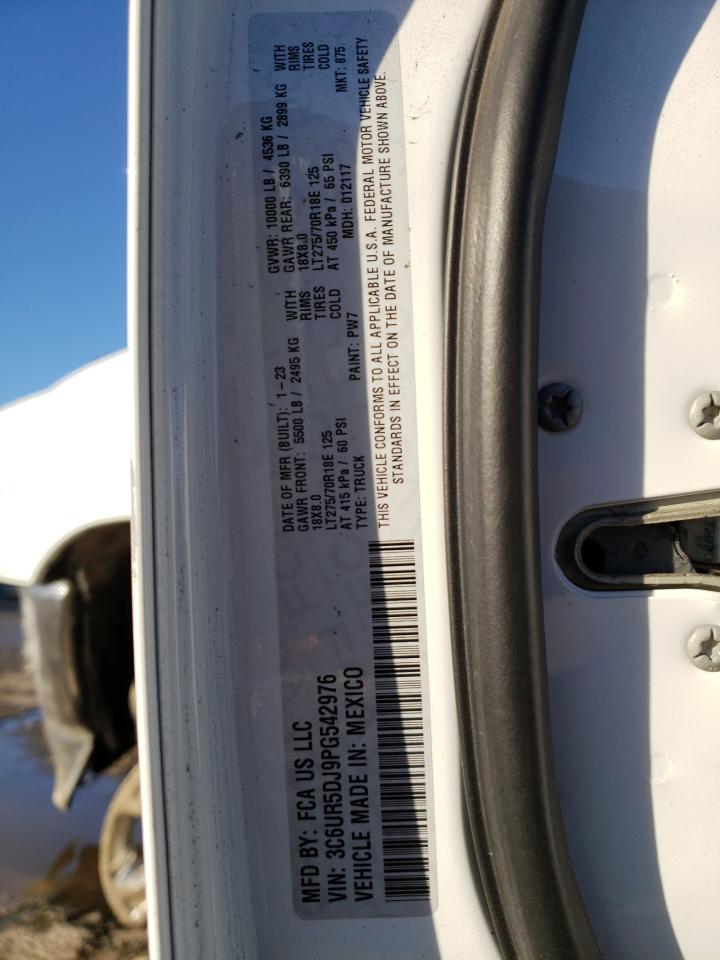 MFD BY: FCA US LLC
DATE OF MFR (BUILT): 1-23
GVWR: 10000 LB / 4536 KG
VIN: 3C6UR5DJ9PG542976
GAWR FRONT: 5500 LB / 2495 KG WITH
GAWR REAR: 6390 LB / 2899 KG WITH
VEHICLE MADE IN: MEXICO
18X8.0 RIMS
18X8.0 RIMS
LT275/70R18E 125 TIRES
LT275/70R18E 125 TIRES
AT 415 kPa / 60 PSI COLD
AT 450 kPa / 65 PSI COLD
TYPE: TRUCK PAINT: PW7 MDH: 012117 MKT: 875.
THIS VEHICLE CONFORMS TO ALL APPLICABLE U.S.A. FEDERAL MOTOR VEHICLE SAFETY
STANDARDS IN EFFECT ON THE DATE OF MANUFACTURE SHOWN ABOVE.